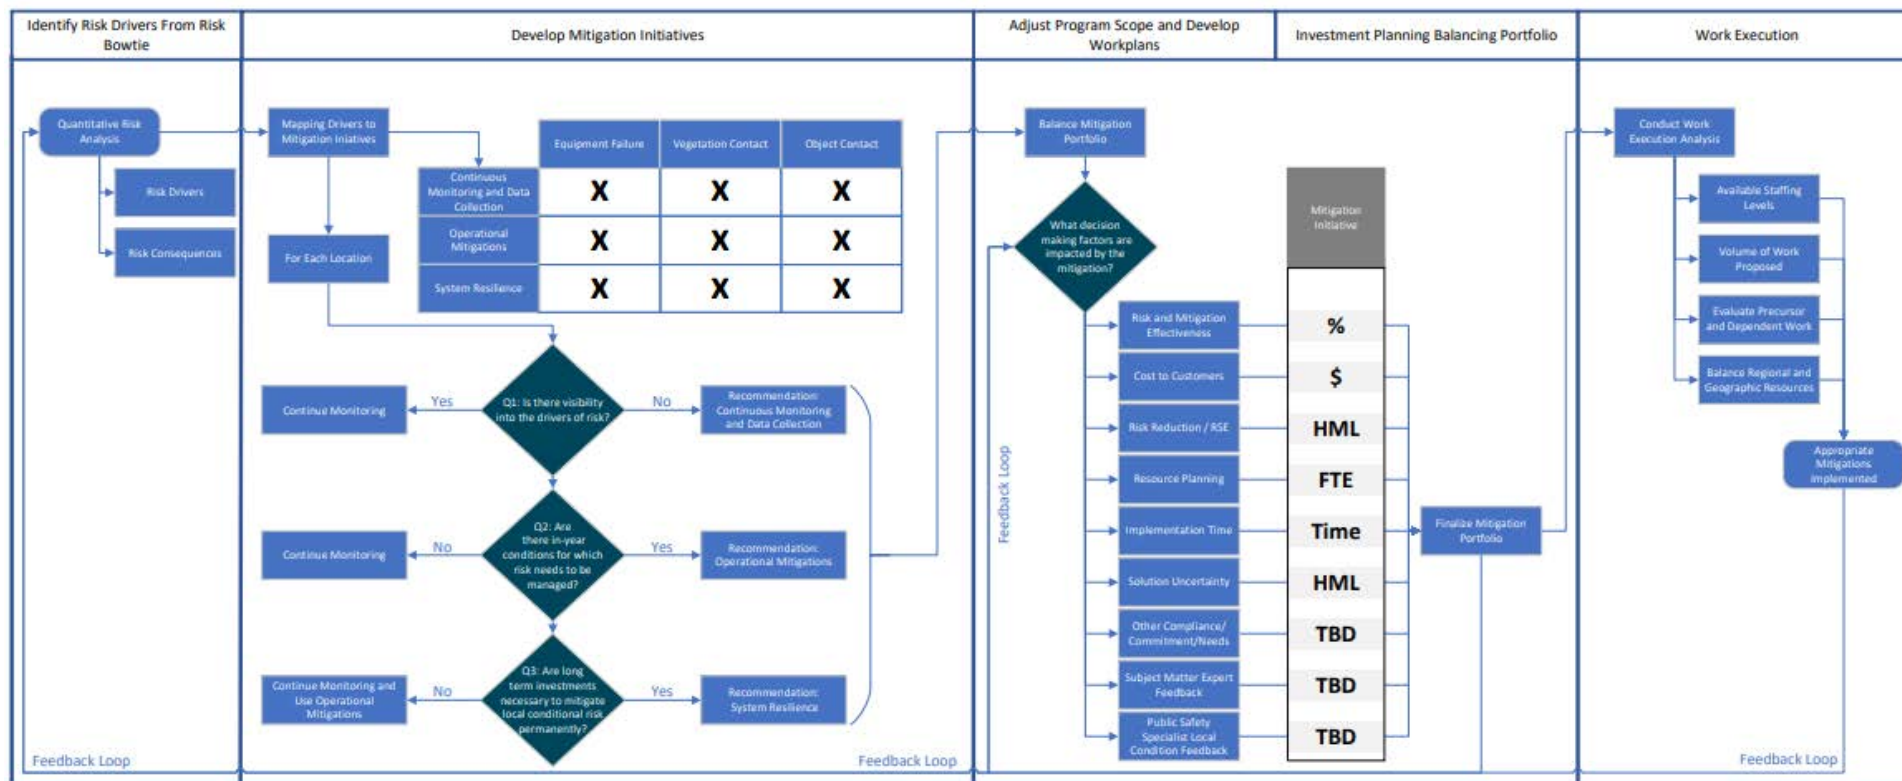 Identify Risk Drivers From Risk
Bowtie
Develop Mitigation Initiatives
Adjust Program Scope and Develop
Workplans
Investment Planning Balancing Portfolio
Work Execution
Quantitative Risk
Analysis
Risk Drivers
Risk Consequences
Mapping Drivers to
Mitigation Iniatives
For Each Location
Equipment Failure
Vegetation Contact
Object Contact
Continuous
Monitoring and Data
Collection
X
X
X
Operational
Mitigations
X
X
X
System Resilience
X
X
X
Q1: Is there visibility
into the drivers of risk?
Yes
Continue Monitoring
No
Recommendation:
Continuous Monitoring
and Data Collection
Q2: Are
there in-year
conditions for which
risk needs to be
managed?
No
Continue Monitoring
Yes
Recommendation:
Operational Mitigations
Q3: Are long
term investments
necessary to mitigate
local conditional risk
permanently?
No
Continue Monitoring and
Use Operational
Mitigations
Yes
Recommendation:
System Resilience
Balance Mitigation
Portfolio
What decision
making factors are
impacted by the
mitigation?
Mitigation
Initiative
Risk and Mitigation
Effectiveness
%
Cost to Customers
$
Risk Reduction / RSE
HML
Resource Planning
FTE
Implementation Time
Time
Solution Uncertainty
HML
Other Compliance/
Commitment/Needs
TBD
Subject Matter Expert
Feedback
TBD
Public Safety
Specialist Local
Condition Feedback
TBD
Finalize Mitigation
Portfolio
Feedback Loop
Conduct Work
Execution Analysis
Available Staffing
Levels
Volume of Work
Proposed
Evaluate Precursor
and Dependent Work
Balance Regional and
Geographic Resources
Appropriate
Mitigations
Implemented
Feedback Loop
Feedback Loop
Feedback Loop